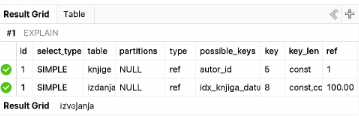 Result Grid Table
#1 EXPLAIN
id select_type table partitions type possible_keys key key_len ref
1 SIMPLE knjige NULL ref autor_id 5 const 1
1 SIMPLE izdanja NULL ref idx_knjiga_datu 8 const,cc 100.00
Result Grid izvеlanja